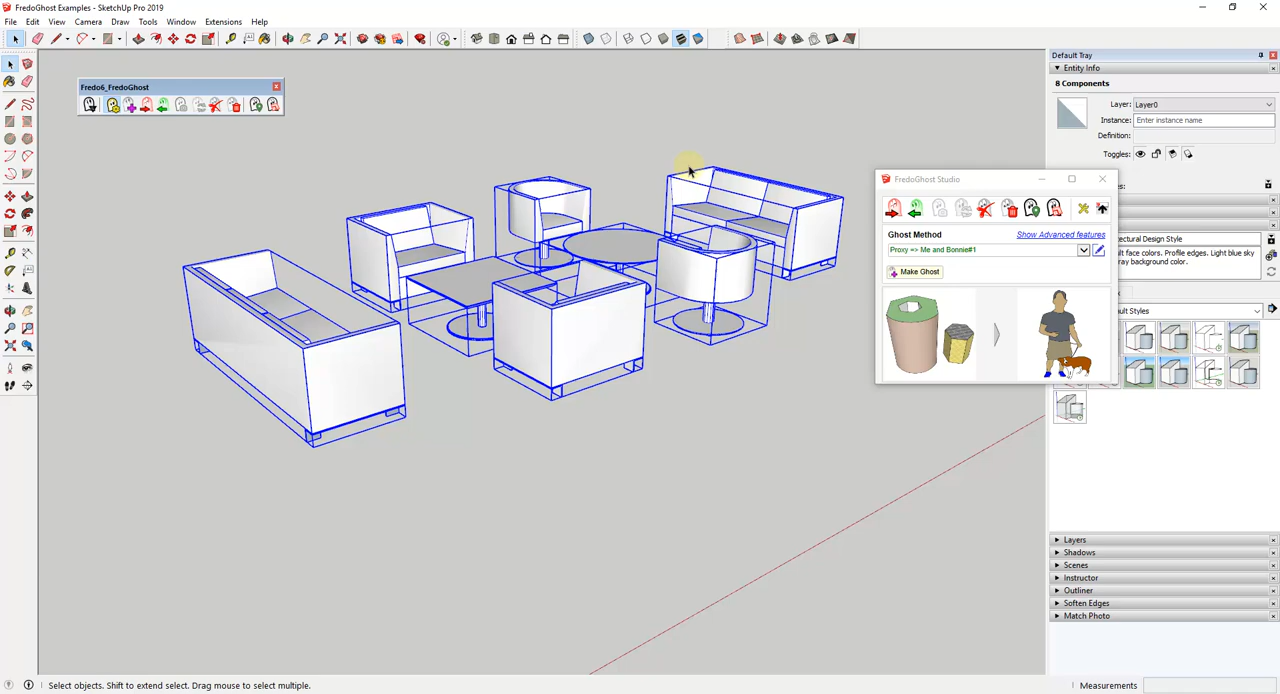 FredoGhost Examples - SketchUp Pro 2019
File Edit View Camera Draw Tools Window Extensions Help
Default Tray
Entity Info
8 Components
Layer: Layer0
Instance: Enter instance name
Definition:
Toggles:
Fredo6_FredoGhost
FredoGhost Studio
Ghost Method
Show Advanced features
Proxy => Me and Bonnie#1
Make Ghost
ctural Design Style
ult face colors. Profile edges. Light blue sky
ray background color.
ult Styles
Layers
Shadows
Scenes
Instructor
Outliner
Soften Edges
Match Photo
Select objects. Shift to extend select. Drag mouse to select multiple.
Measurements